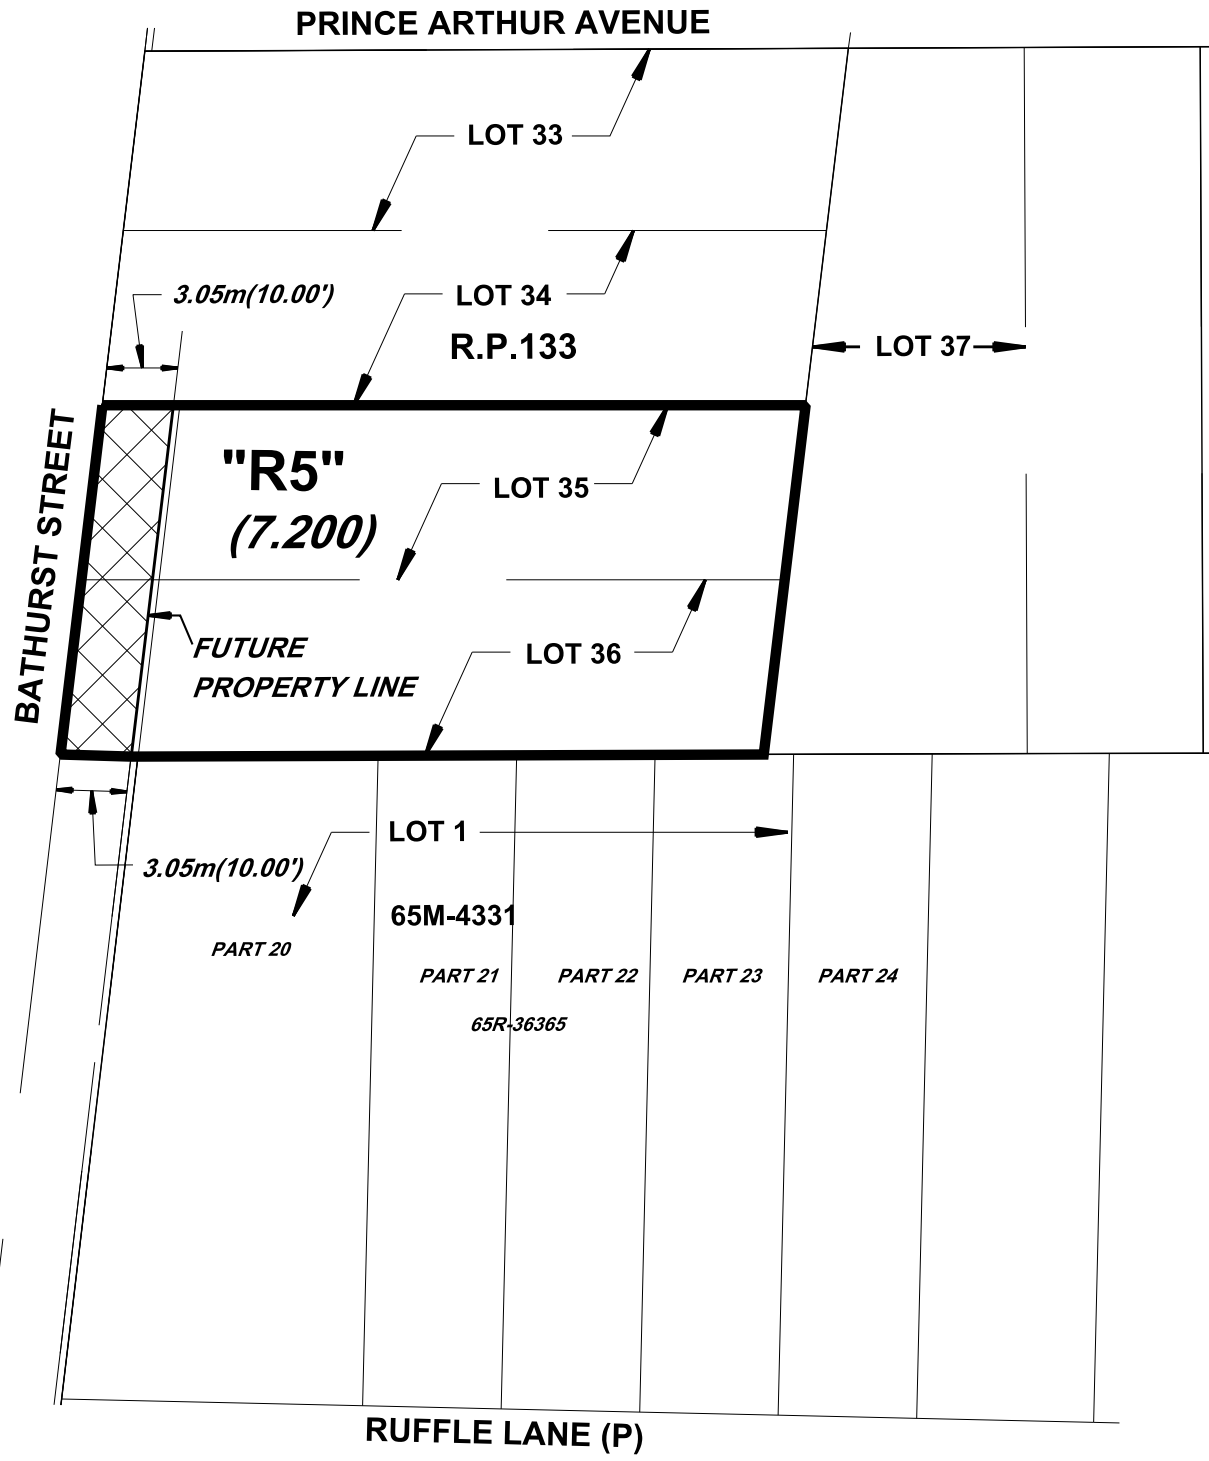 PRINCE ARTHUR AVENUE
LOT 33
3.05m(10.00')
LOT 34
R.P.133
LOT 37
BATHURST STREET
"R5"
(7.200)
LOT 35
FUTURE
PROPERTY LINE
LOT 36
LOT 1
3.05m(10.00')
65M-4331
PART 20
PART 21
PART 22
PART 23
PART 24
65R-36365
RUFFLE LANE (P)